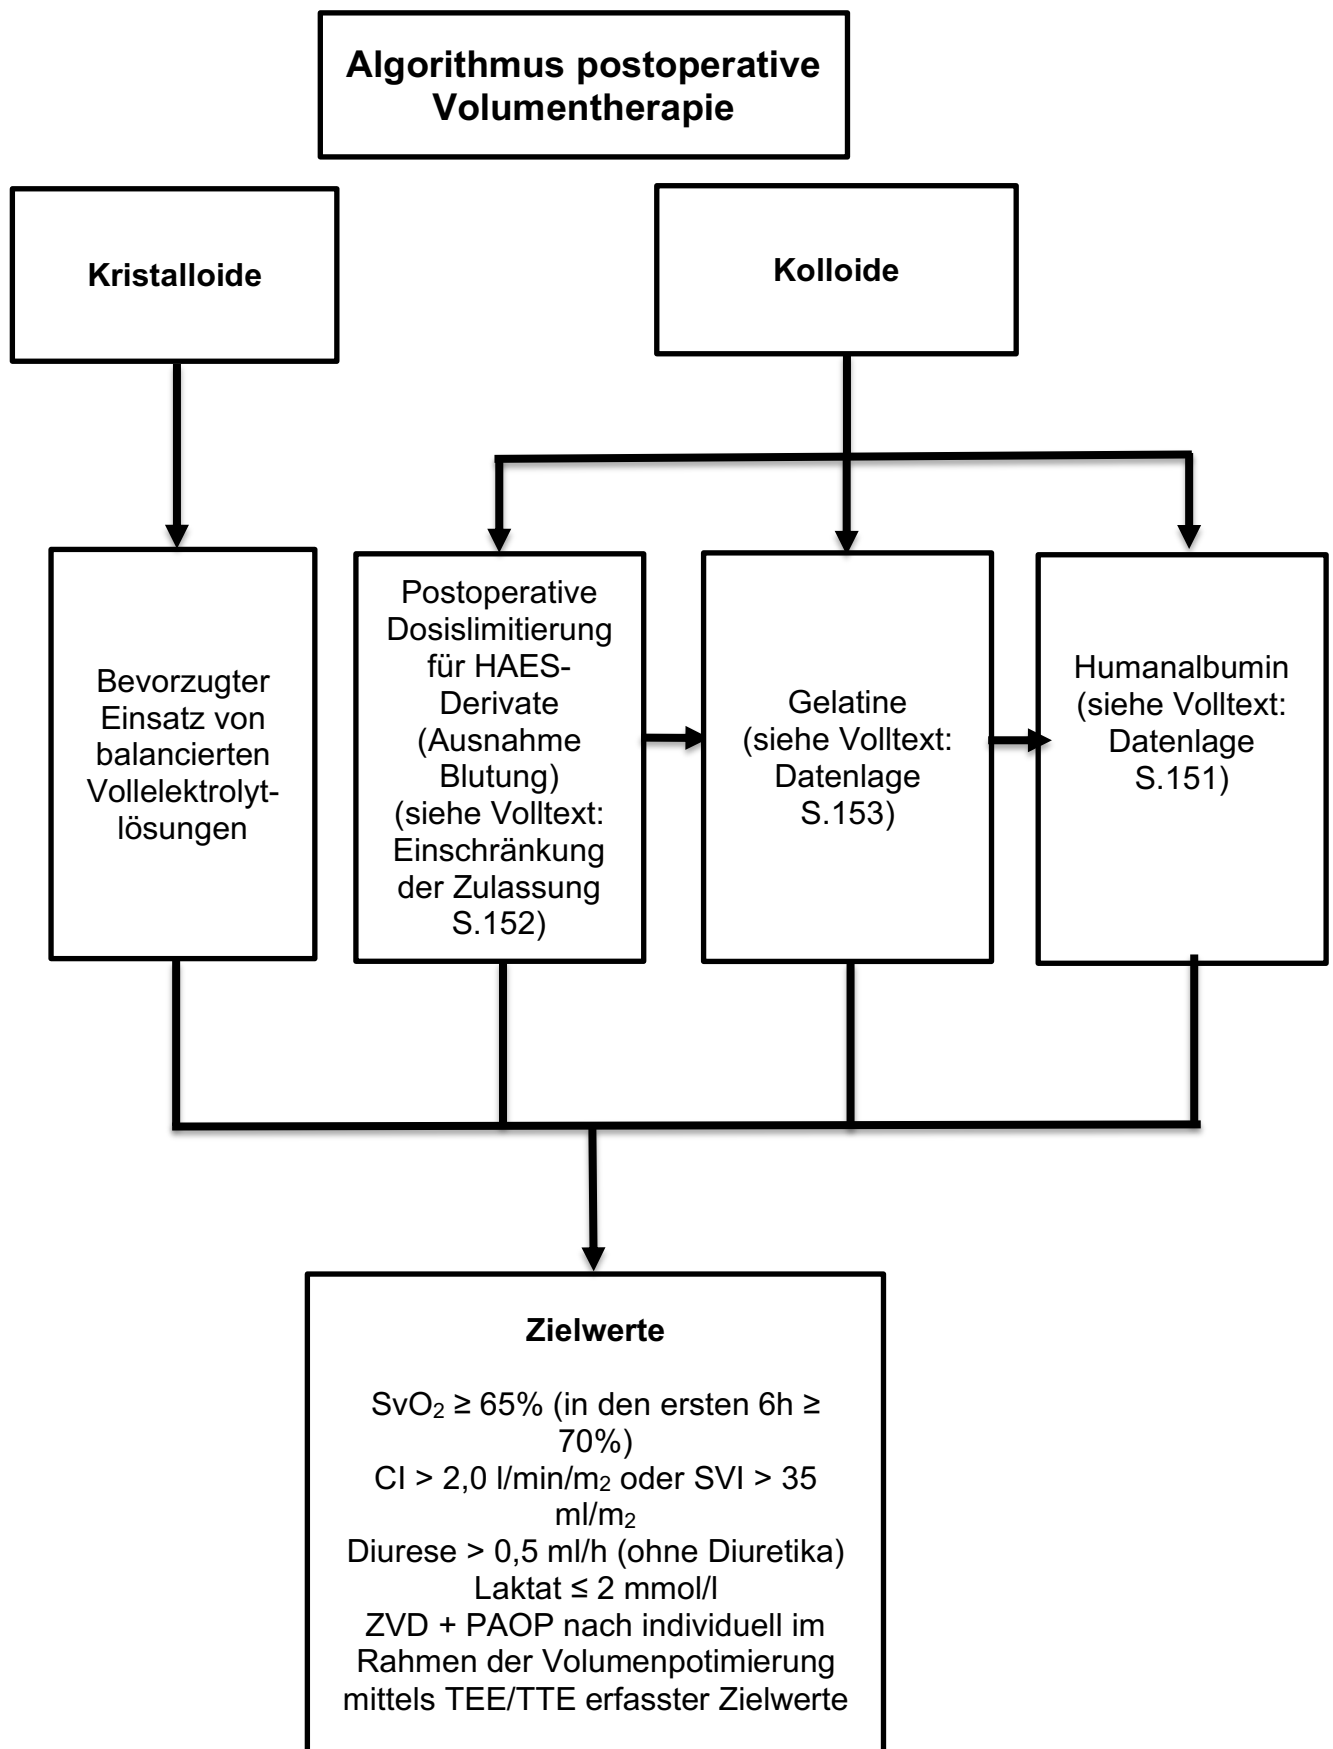 Algorithmus postoperative
Volumentherapie
Kristalloide
Kolloide
Bevorzugter
Einsatz von
balancierten
Vollelektrolyt-
lösungen
Postoperative
Dosislimitierung
für HAES-
Derivate
(Ausnahme
Blutung)
(siehe Volltext:
Einschränkung
der Zulassung
S.152)
Gelatine
(siehe Volltext:
Datenlage
S.153)
Humanalbumin
(siehe Volltext:
Datenlage
S.151)
Zielwerte
SvO₂ ≥ 65% (in den ersten 6h ≥
70%)
CI > 2,0 l/min/m₂ oder SVI > 35
ml/m₂
Diurese > 0,5 ml/h (ohne Diuretika)
Laktat ≤ 2 mmol/l
ZVD + PAOP nach individuell im
Rahmen der Volumenpotimierung
mittels TEE/TTE erfasster Zielwerte